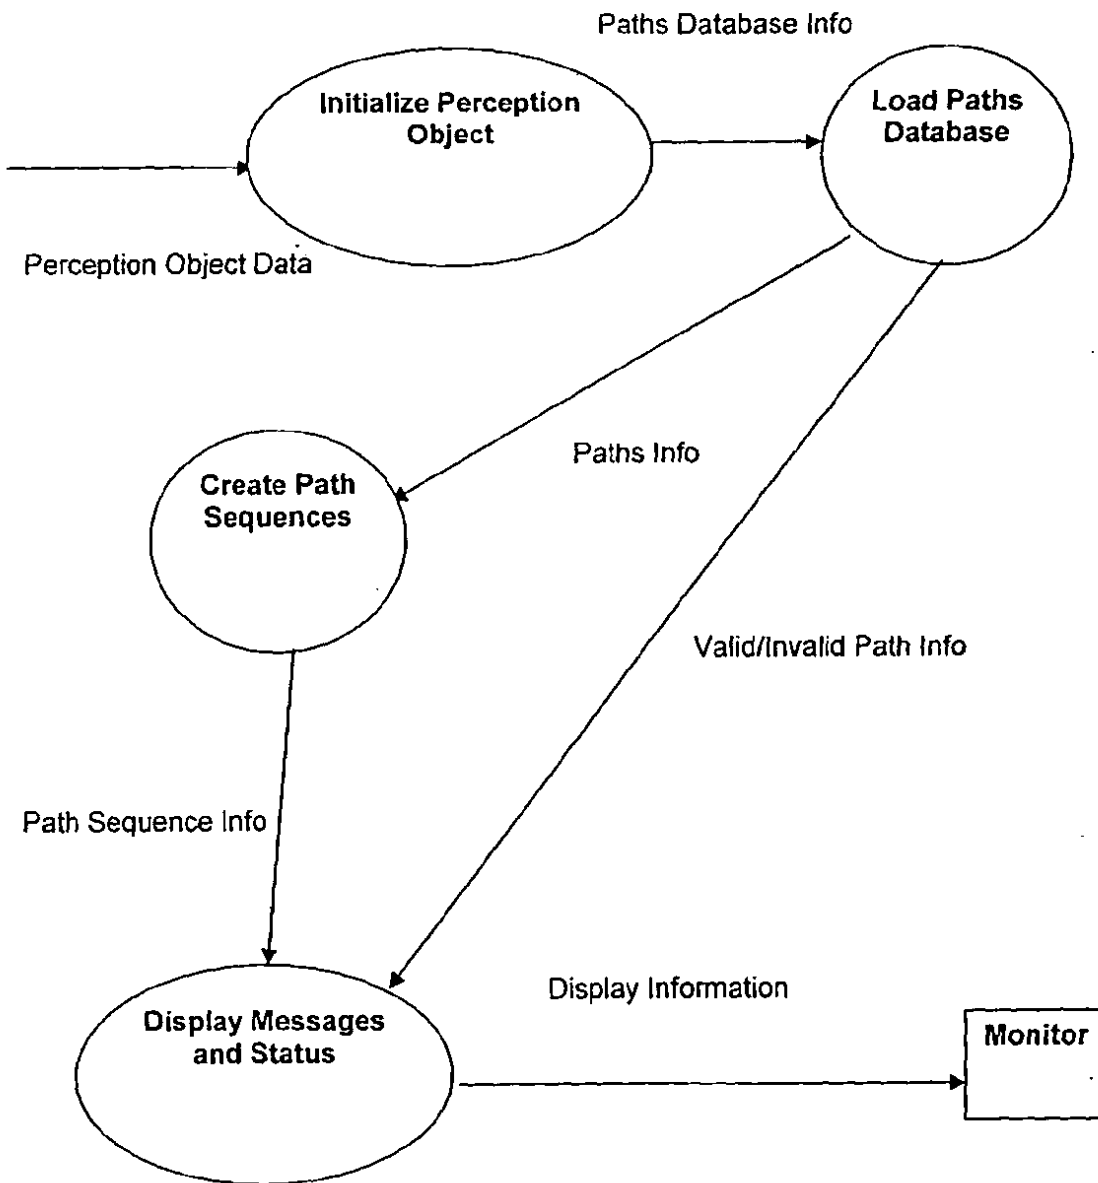 Paths Database Info
Initialize Perception
Object
Load Paths
Database
Perception Object Data
Paths Info
Create Path
Sequences
Valid/Invalid Path Info
Path Sequence Info
Display Information
Display Messages
and Status
Monitor